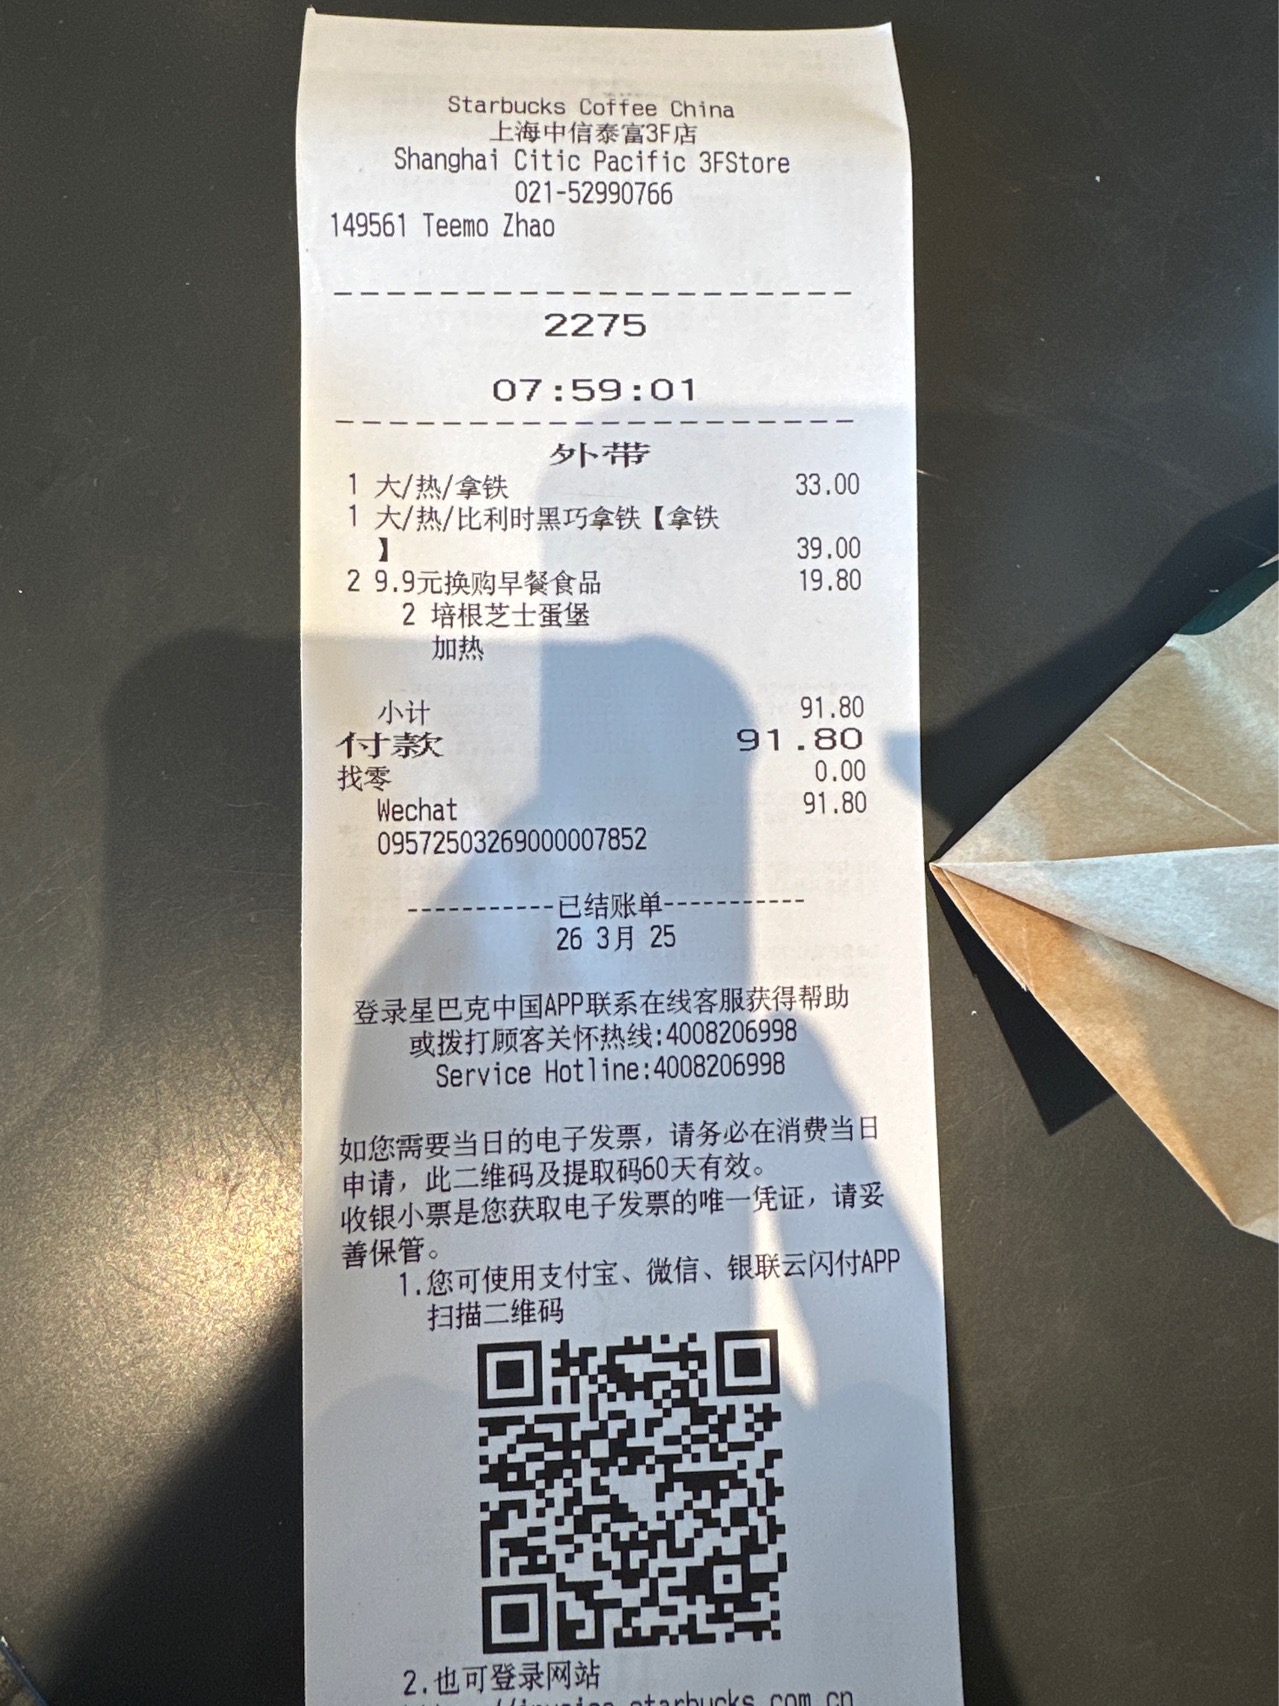 Starbucks Coffee China
上海中信泰富3F店
Shanghai Citic Pacific 3FStore
021-52990766
149561 Teemo Zhao
--------------------
2275
07:59:01
--------------------
外带
1 大/热/拿铁 33.00
1 大/热/比利时黑巧拿铁【拿铁
】 39.00
2 9.9元换购早餐食品 19.80
2 培根芝士蛋堡
加热
小计 91.80
付款 91.80
找零 0.00
Wechat 91.80
09572503269000007852
-----------已结账单-----------
26 3月 25
登录星巴克中国APP联系在线客服获得帮助
或拨打顾客关怀热线:4008206998
Service Hotline:4008206998
如您需要当日的电子发票，请务必在消费当日
申请，此二维码及提取码60天有效。
收银小票是您获取电子发票的唯一凭证，请妥
善保管。
1.您可使用支付宝、微信、银联云闪付APP
扫描二维码
2.也可登录网站
//invoice.starbucks.com.cn